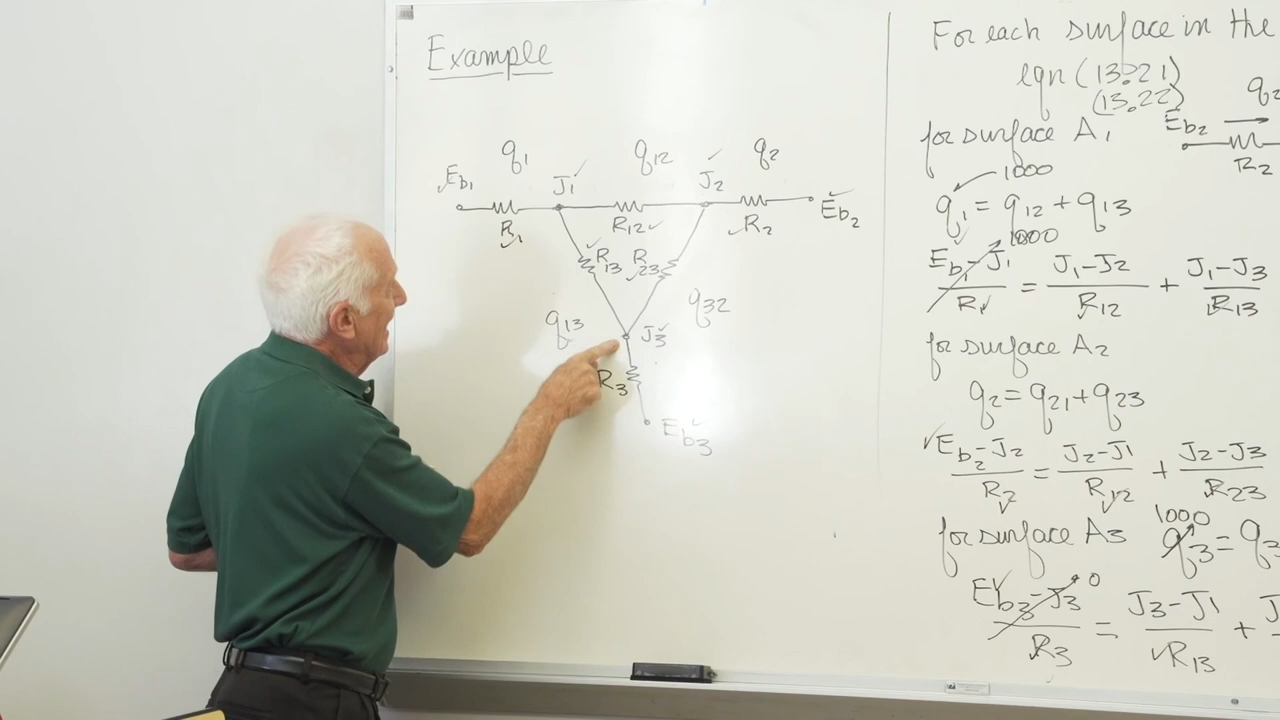 Example
q1 q12 q2
Eb1 J1 J2 Eb2
R1 R12 R2
R13 R23
q13 q32
J3
R3
Eb3
For each surface in the
eqn (13.21)
(13.22)
for surface A1
Eb2
R2
1000
q1 = q12 + q13
1000
Eb1-J1/R1 = J1-J2/R12 + J1-J3/R13
for surface A2
q2 = q21 + q23
Eb2-J2/R2 = J2-J1/R12 + J2-J3/R23
for surface A3
1000
q3 =
0
Eb3-J3/R3 = J3-J1/R13 +